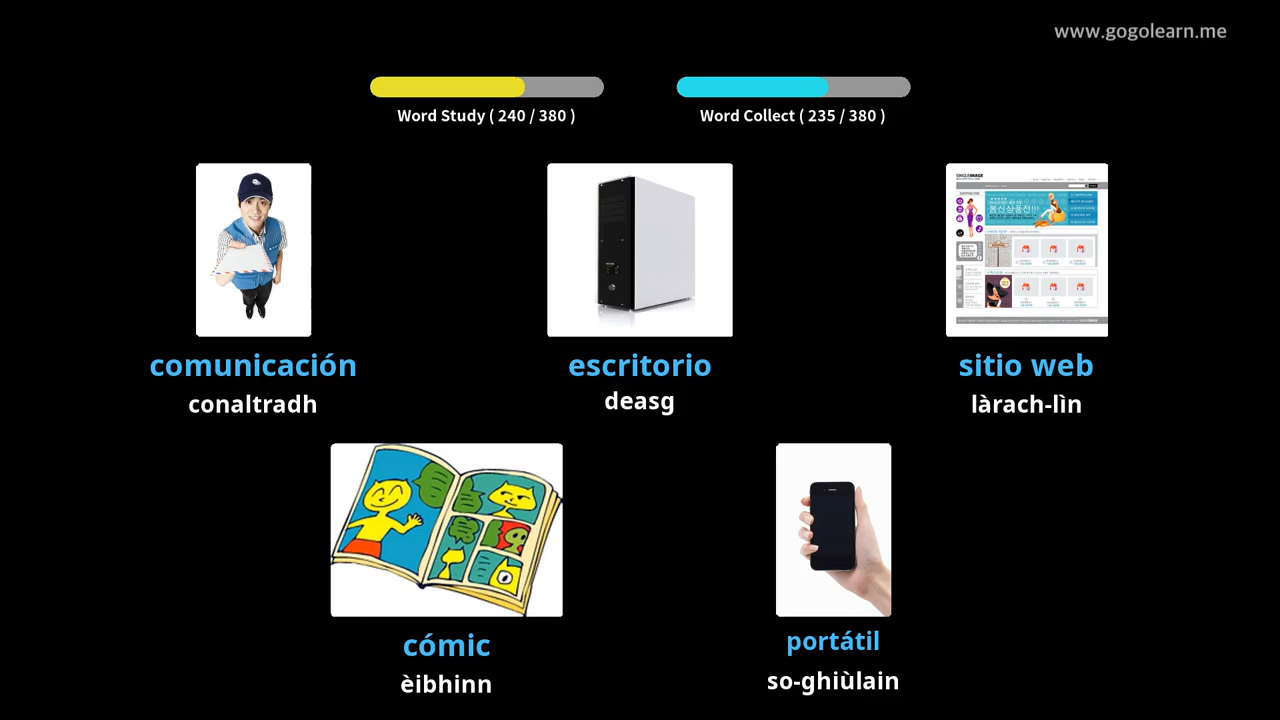 www.gogolearn.me
Word Study ( 240 / 380 )
Word Collect ( 235 / 380 )
comunicación
conaltradh
escritorio
deasg
sitio web
làrach-lìn
cómic
èibhinn
portátil
so-ghiùlain